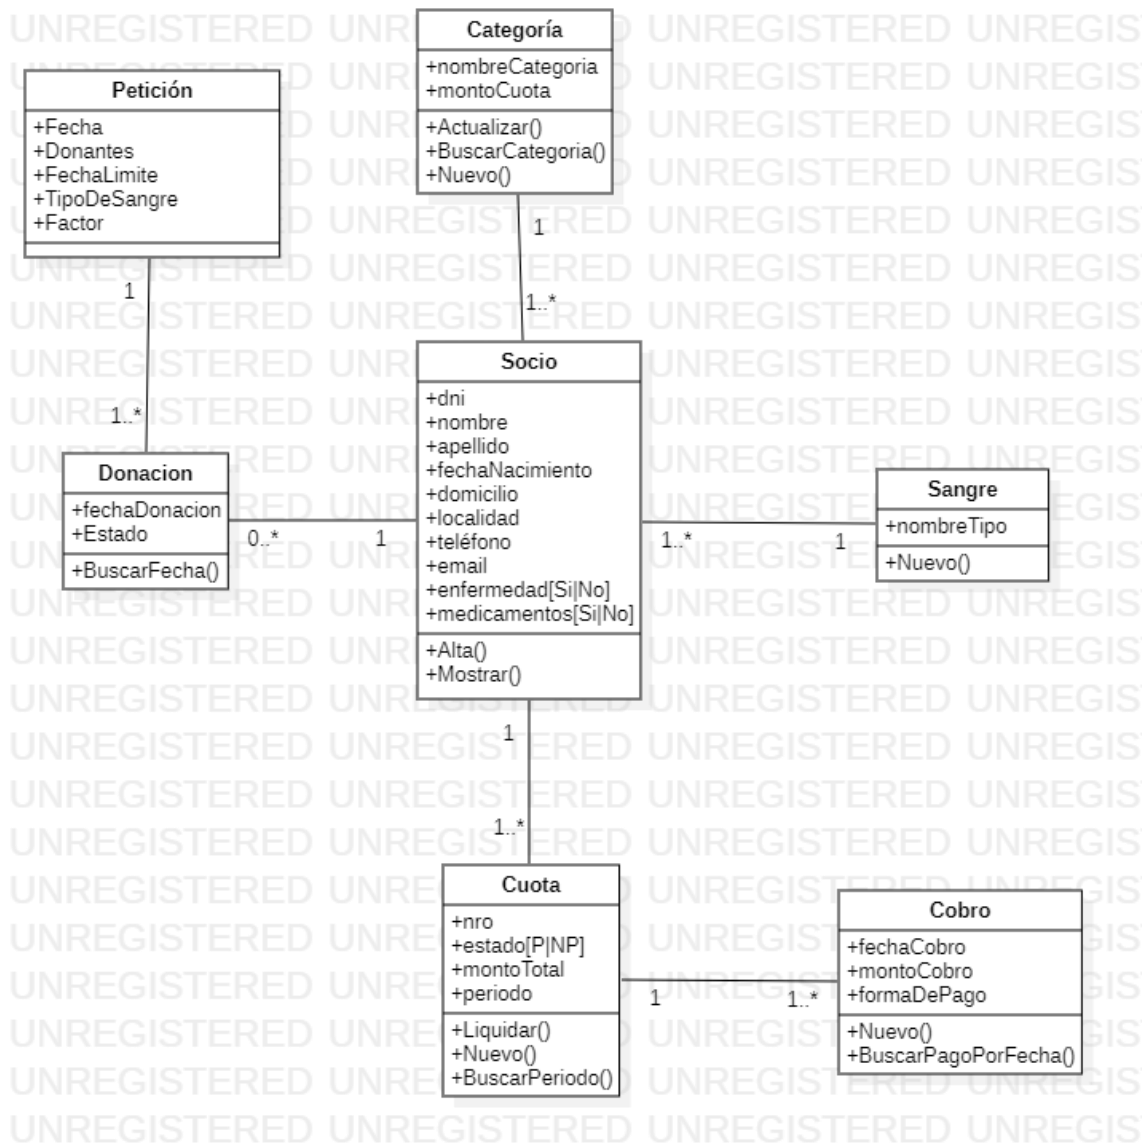 Categoría
+nombreCategoria
+montoCuota
+Actualizar()
+BuscarCategoria()
+Nuevo()
Petición
+Fecha
+Donantes
+FechaLimite
+TipoDeSangre
+Factor
1
1..*
1
1..*
Donacion
+fechaDonacion
+Estado
+BuscarFecha()
0..*
1
Socio
+dni
+nombre
+apellido
+fechaNacimiento
+domicilio
+localidad
+teléfono
+email
+enfermedad[Si|No]
+medicamentos[Si|No]
+Alta()
+Mostrar()
1..*
1
Sangre
+nombreTipo
+Nuevo()
1
1..*
Cuota
+nro
+estado[P|NP]
+montoTotal
+periodo
+Liquidar()
+Nuevo()
+BuscarPeriodo()
1
1..*
Cobro
+fechaCobro
+montoCobro
+formaDePago
+Nuevo()
+BuscarPagoPorFecha()
UNREGISTERED